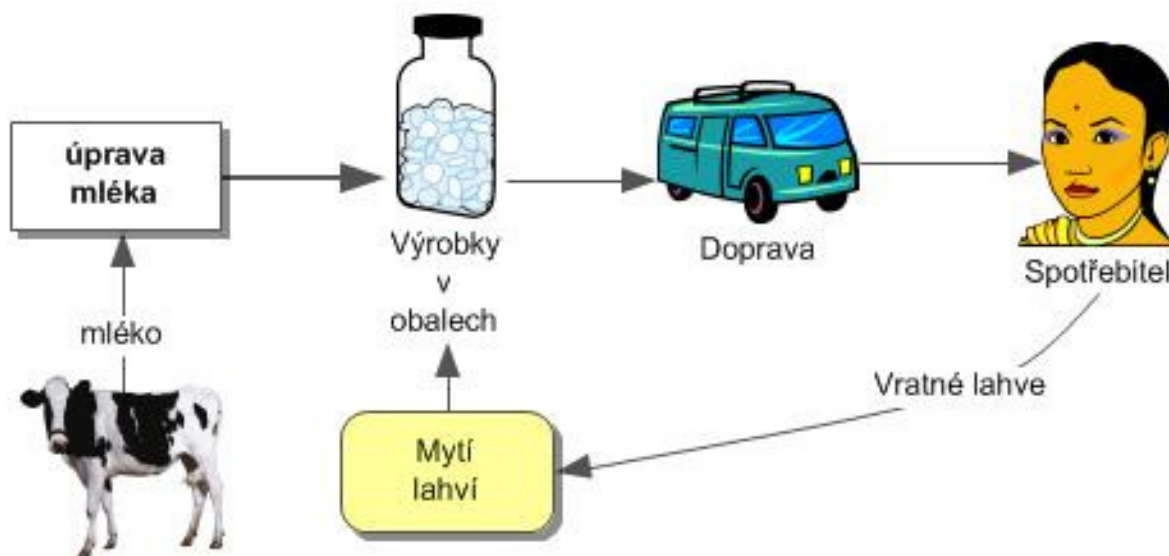 úprava
mléka
Výrobky
v
obalech
Doprava
Spotřebitel
mléko
Vratné lahve
Mytí
lahví